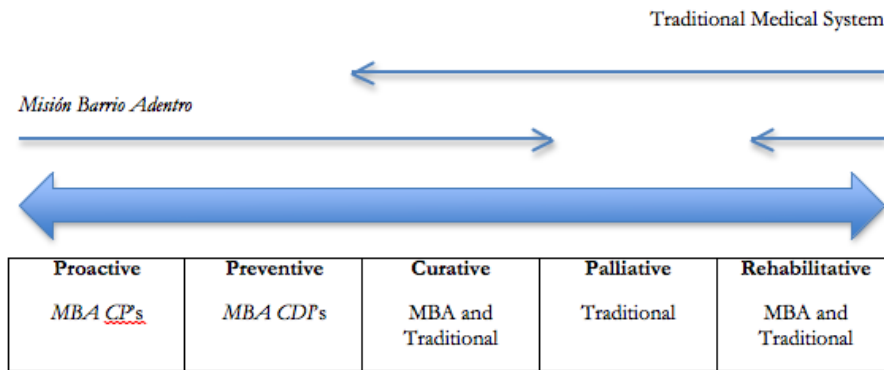 Traditional Medical System
Misión Barrio Adentro
Proactive
Preventive
Curative
Palliative
Rehabilitative
MBA CP's
MBA CDI's
MBA and
Traditional
Traditional
MBA and
Traditional